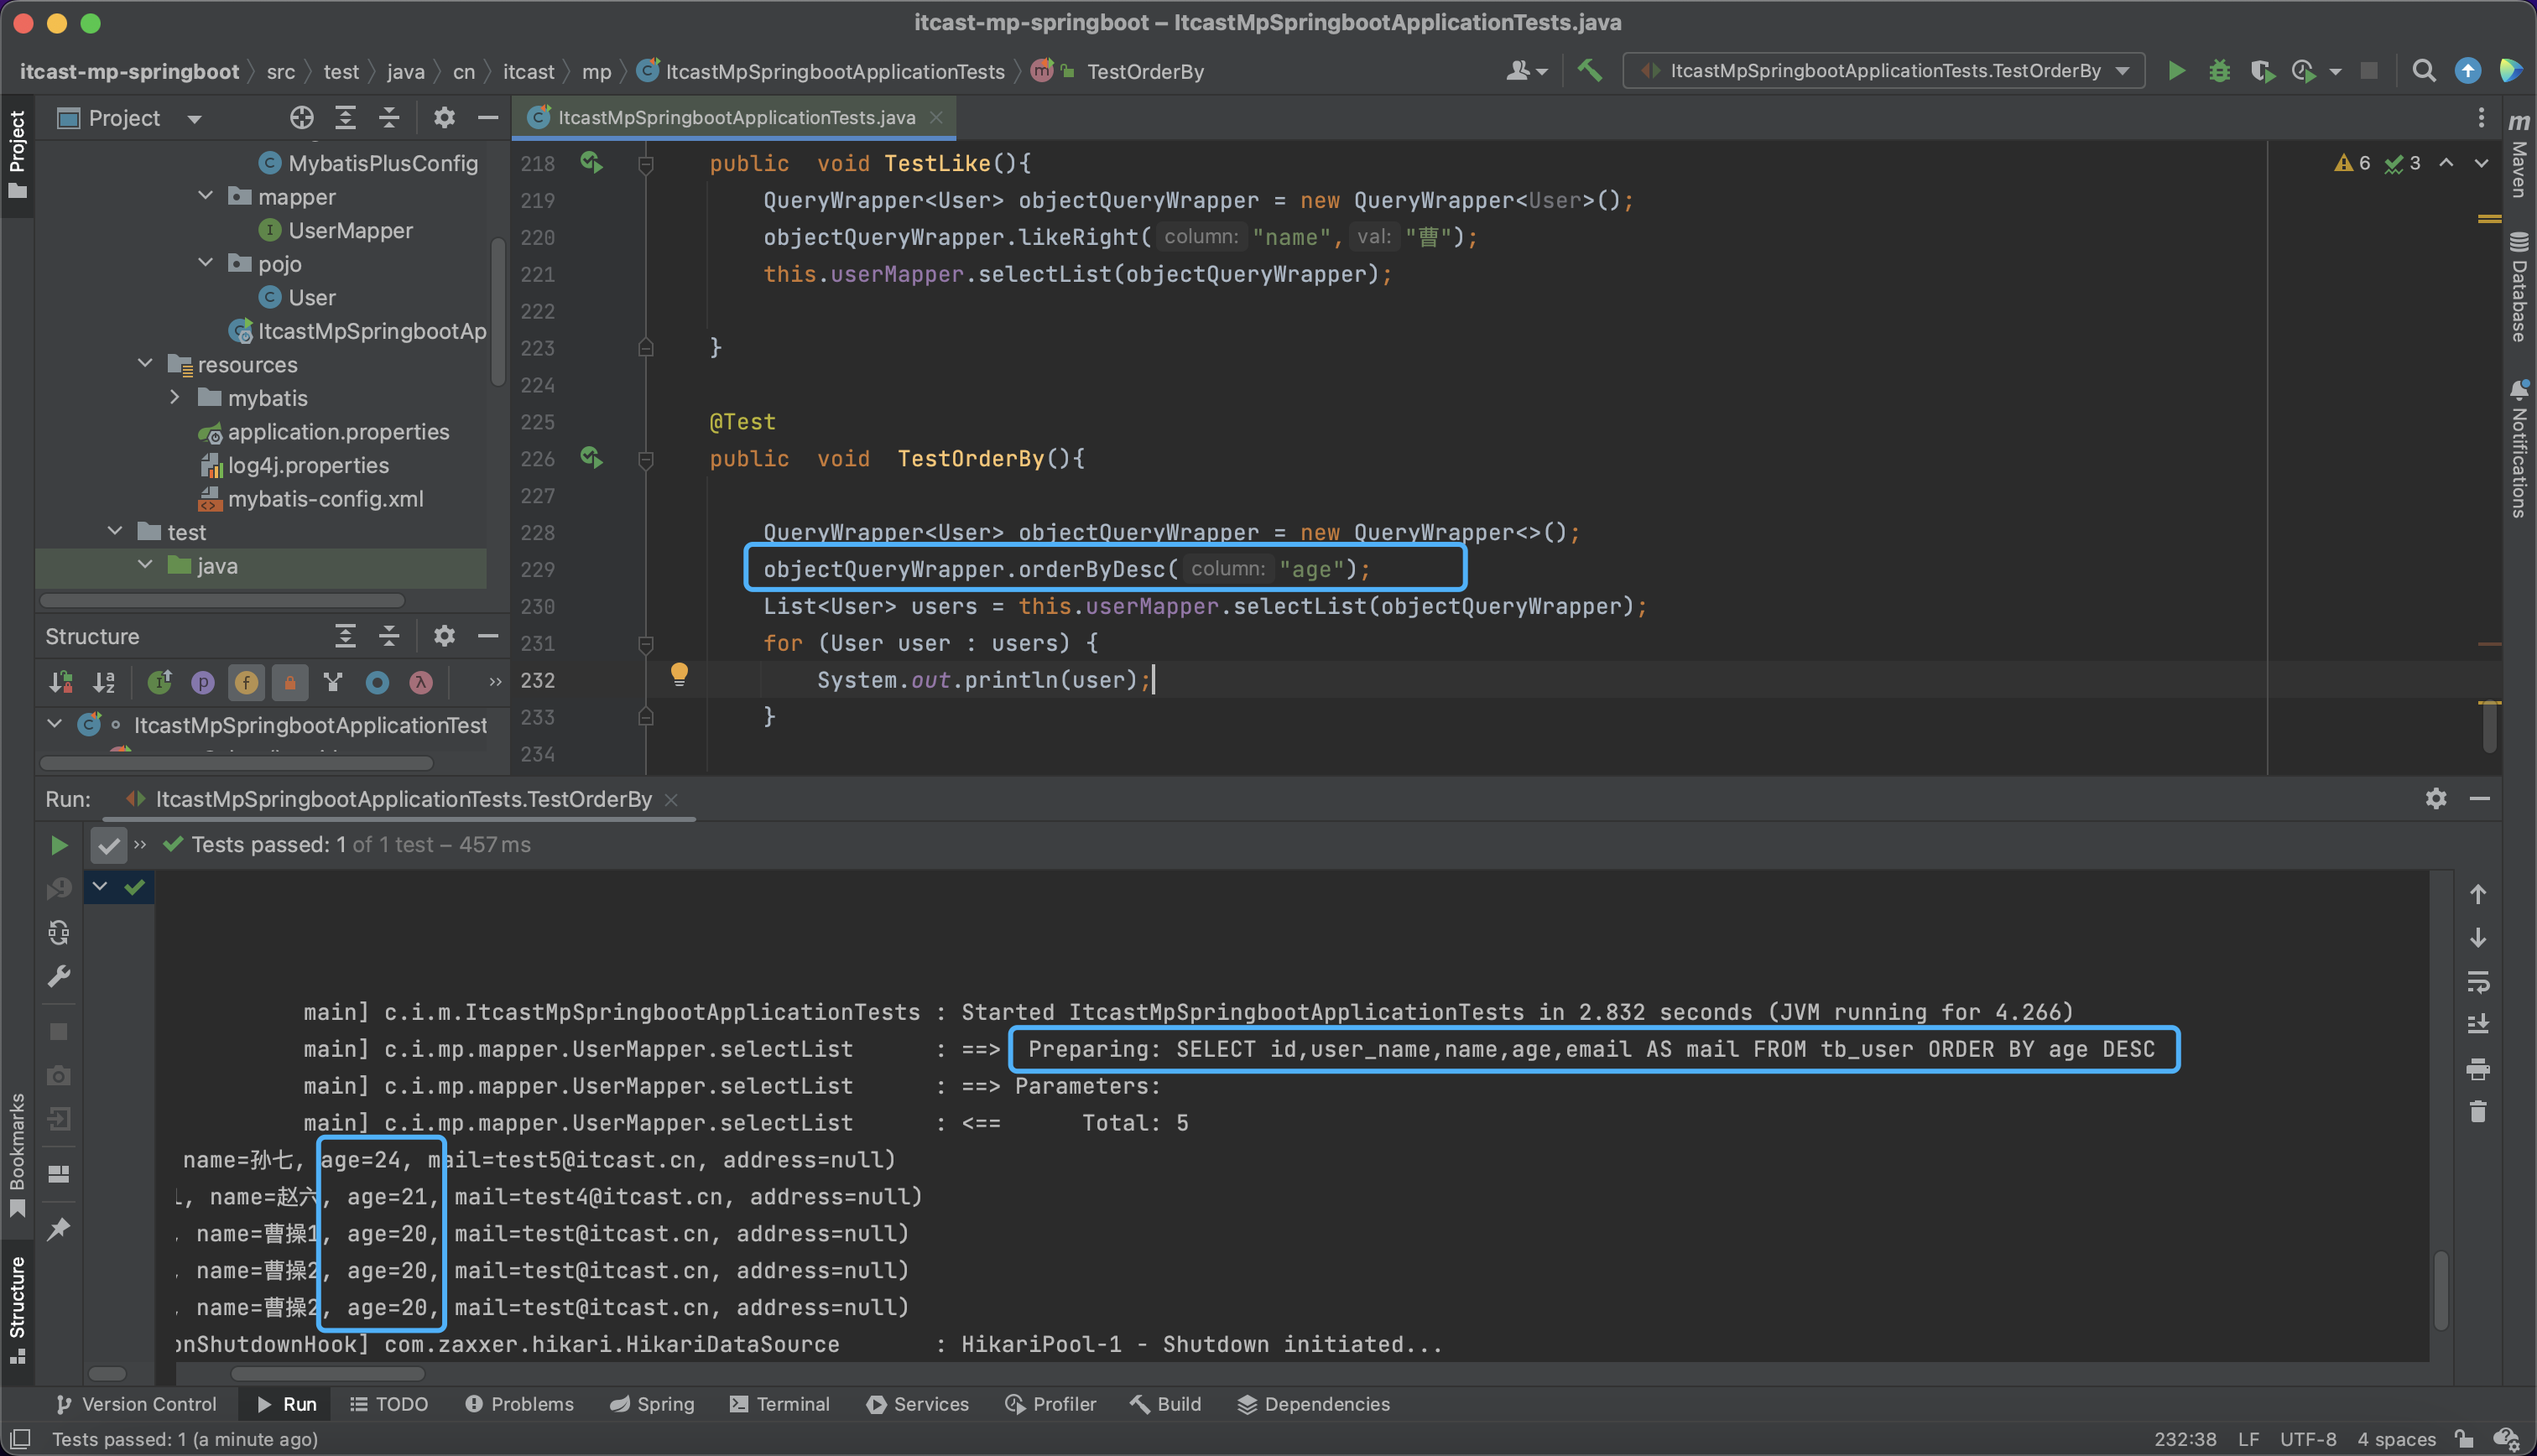 itcast-mp-springboot – ItcastMpSpringbootApplicationTests.java
itcast-mp-springboot src test java cn itcast mp ItcastMpSpringbootApplicationTests m TestOrderBy
ItcastMpSpringbootApplicationTests.TestOrderBy
Project
Project
ItcastMpSpringbootApplicationTests.java
MybatisPlusConfig
mapper
UserMapper
pojo
User
ItcastMpSpringbootAp
resources
mybatis
application.properties
log4j.properties
mybatis-config.xml
test
java
Structure
ItcastMpSpringbootApplicationTest
6 3
218 public void TestLike(){
219 QueryWrapper<User> objectQueryWrapper = new QueryWrapper<User>();
220 objectQueryWrapper.likeRight( column: "name", val: "曹");
221 this.userMapper.selectList(objectQueryWrapper);
222
223 }
224
225 @Test
226 public void TestOrderBy(){
227
228 QueryWrapper<User> objectQueryWrapper = new QueryWrapper<>();
229 objectQueryWrapper.orderByDesc( column: "age");
230 List<User> users = this.userMapper.selectList(objectQueryWrapper);
231 for (User user : users) {
232 System.out.println(user);
233 }
234
m Maven
Database
Notifications
Run: ItcastMpSpringbootApplicationTests.TestOrderBy
Tests passed: 1 of 1 test – 457 ms
main] c.i.m.ItcastMpSpringbootApplicationTests : Started ItcastMpSpringbootApplicationTests in 2.832 seconds (JVM running for 4.266)
main] c.i.mp.mapper.UserMapper.selectList : ==> Preparing: SELECT id,user_name,name,age,email AS mail FROM tb_user ORDER BY age DESC
main] c.i.mp.mapper.UserMapper.selectList : ==> Parameters:
main] c.i.mp.mapper.UserMapper.selectList : <== Total: 5
name=孙七, age=24, mail=test5@itcast.cn, address=null)
, name=赵六, age=21, mail=test4@itcast.cn, address=null)
, name=曹操1, age=20, mail=test@itcast.cn, address=null)
, name=曹操2, age=20, mail=test@itcast.cn, address=null)
, name=曹操2, age=20, mail=test@itcast.cn, address=null)
onShutdownHook] com.zaxxer.hikari.HikariDataSource : HikariPool-1 - Shutdown initiated...
Bookmarks
Structure
Version Control Run TODO Problems Spring Terminal Services Profiler Build Dependencies
Tests passed: 1 (a minute ago)
232:38 LF UTF-8 4 spaces